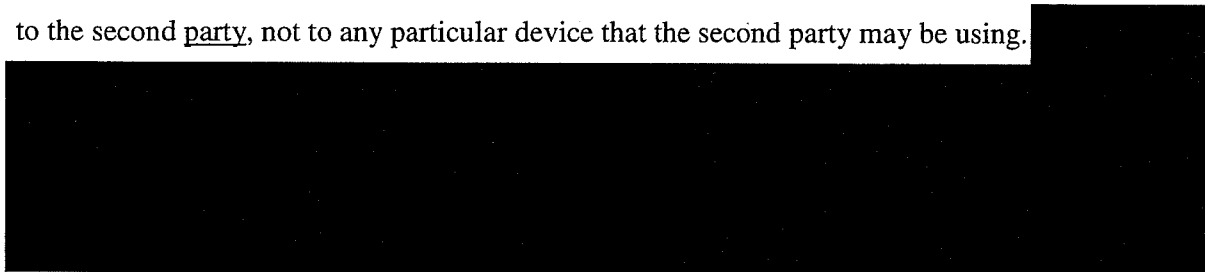 to the second party, not to any particular device that the second party may be using.